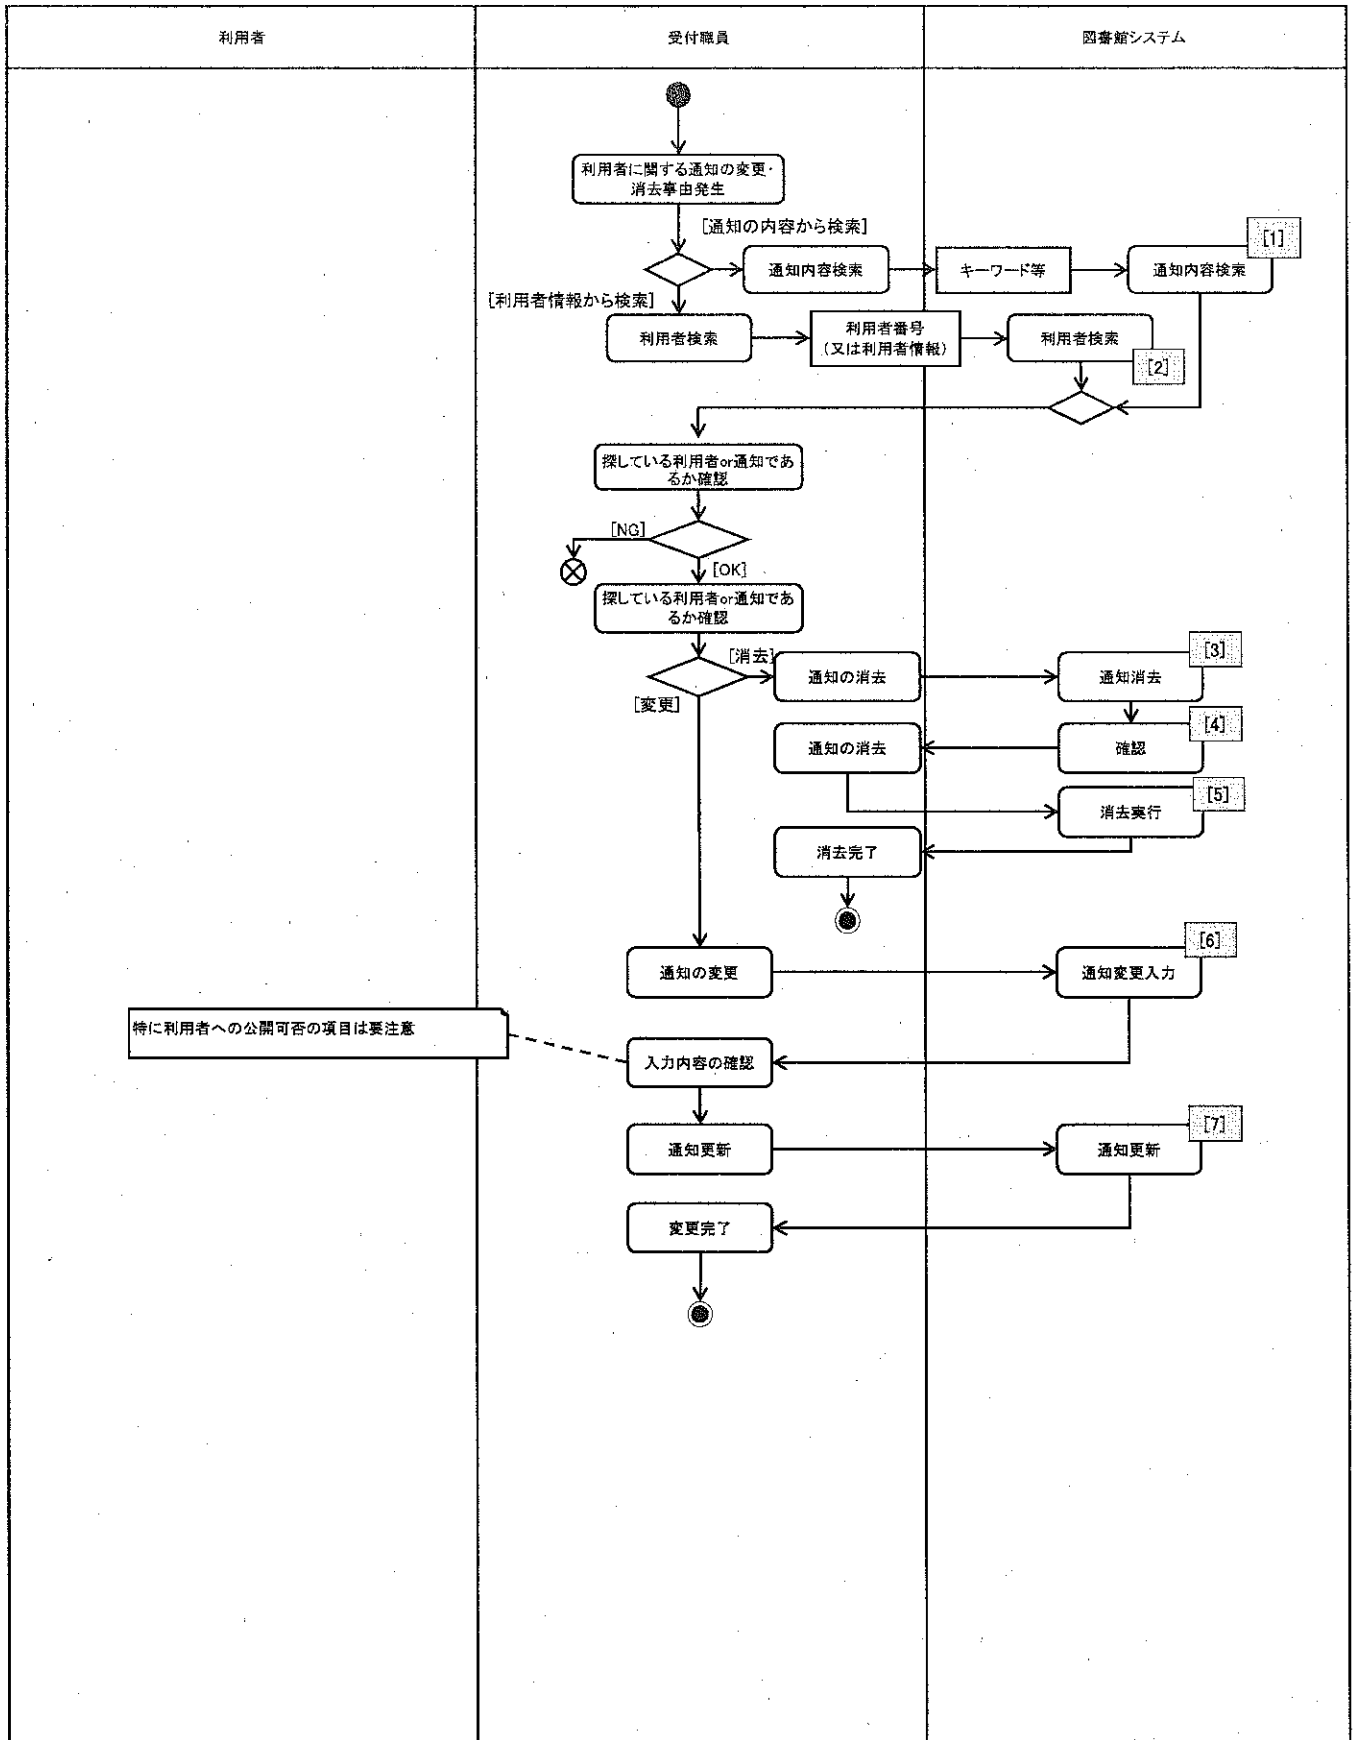 利用者
受付職員
図書館システム
利用者に関する通知の変更・
消去事由発生
[通知の内容から検索]
[1]
通知内容検索
キーワード等
通知内容検索
[利用者情報から検索]
利用者検索
利用者番号
(又は利用者情報)
利用者検索
[2]
探している利用者or通知であ
るか確認
[NG]
[OK]
探している利用者or通知であ
るか確認
[消去]
[3]
通知の消去
通知消去
[変更]
[4]
通知の消去
確認
[5]
消去実行
消去完了
[6]
通知の変更
通知変更入力
特に利用者への公開可否の項目は要注意
入力内容の確認
[7]
通知更新
通知更新
変更完了